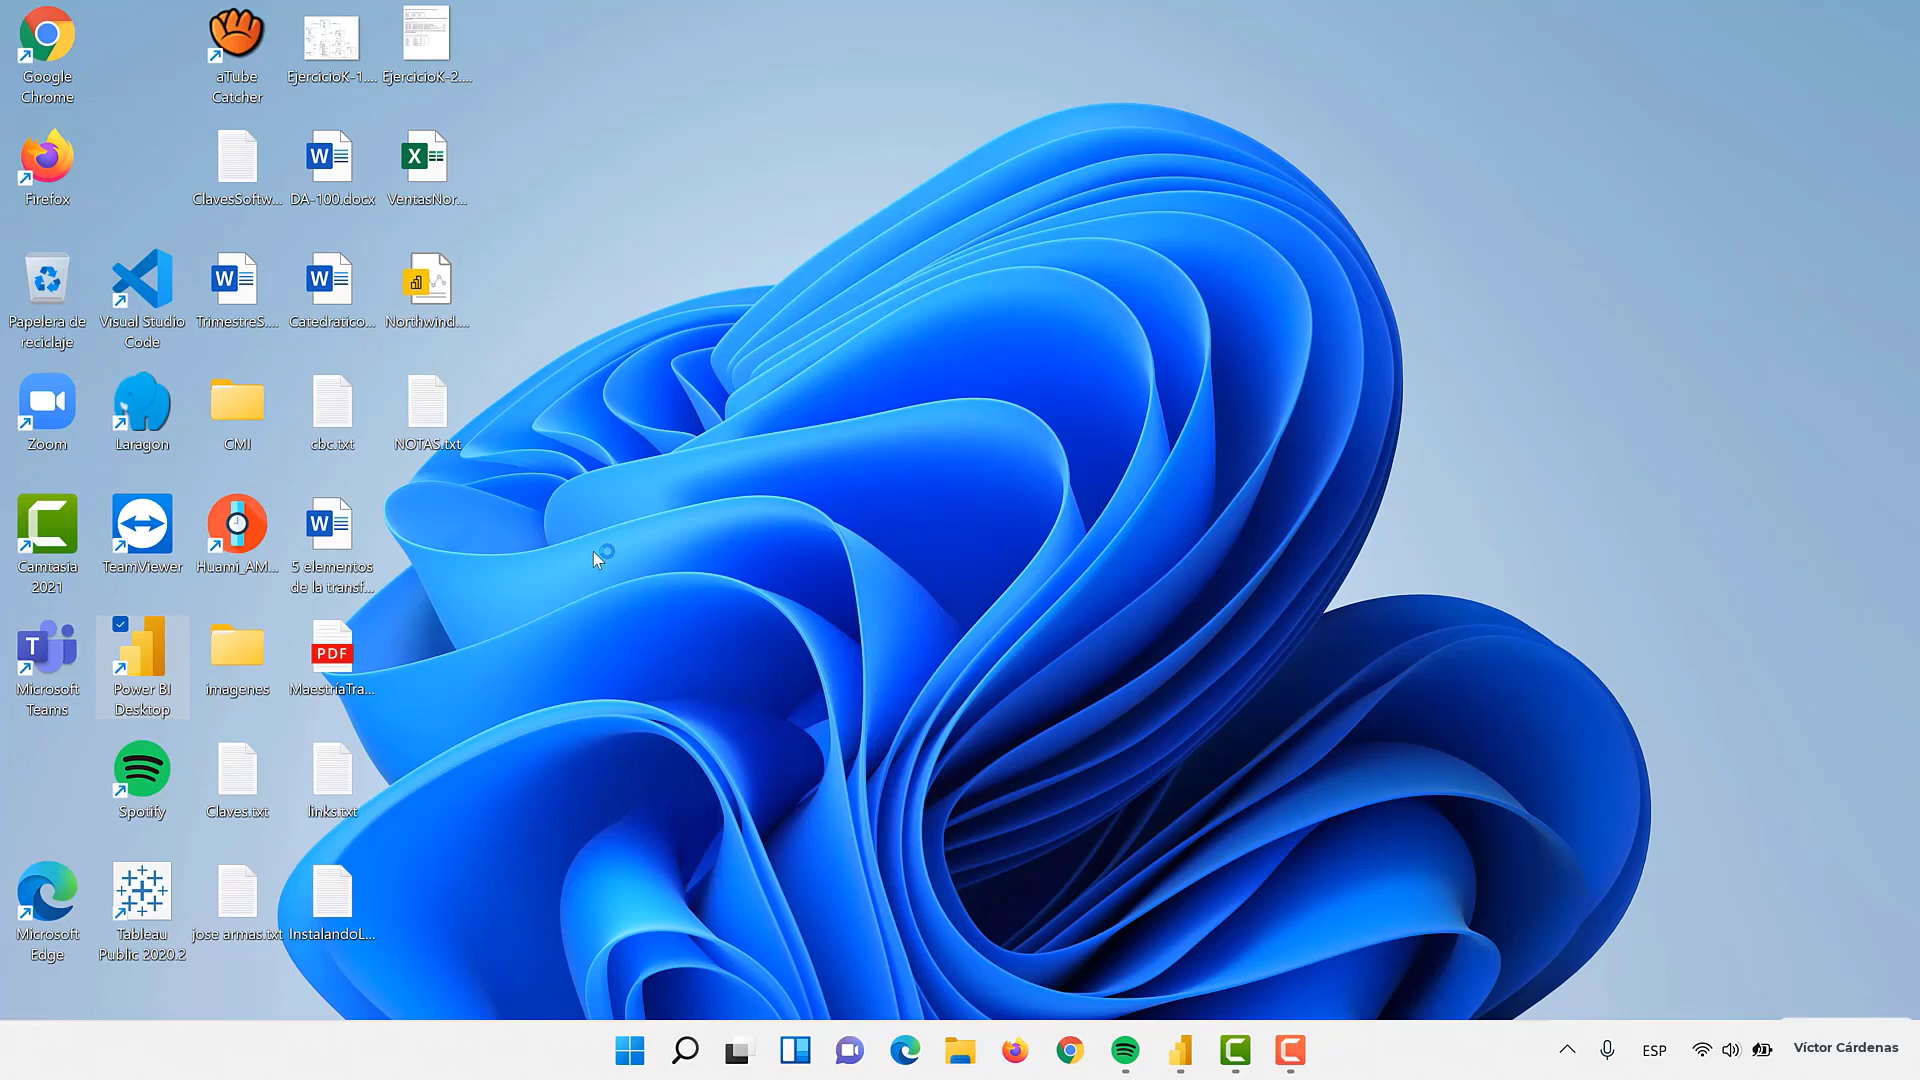 Google
Chrome
aTube
Catcher
EjercicioK-1....
EjercicioK-2....
Firefox
ClavesSoftw...
DA-100.docx
VentasNor...
Papelera de
reciclaje
Visual Studio
Code
TrimestreS....
Catedratico...
Northwind....
Zoom
Laragon
CMI
cbc.txt
NOTAS.txt
Camtasia
2021
TeamViewer
Huami_AM...
5 elementos
de la transf...
Microsoft
Teams
Power BI
Desktop
imagenes
PDF
MaestriaTra...
Spotify
Claves.txt
links.txt
Microsoft
Edge
Tableau
Public 2020.2
jose armas.txt
InstalandoL...
ESP
Víctor Cárdenas